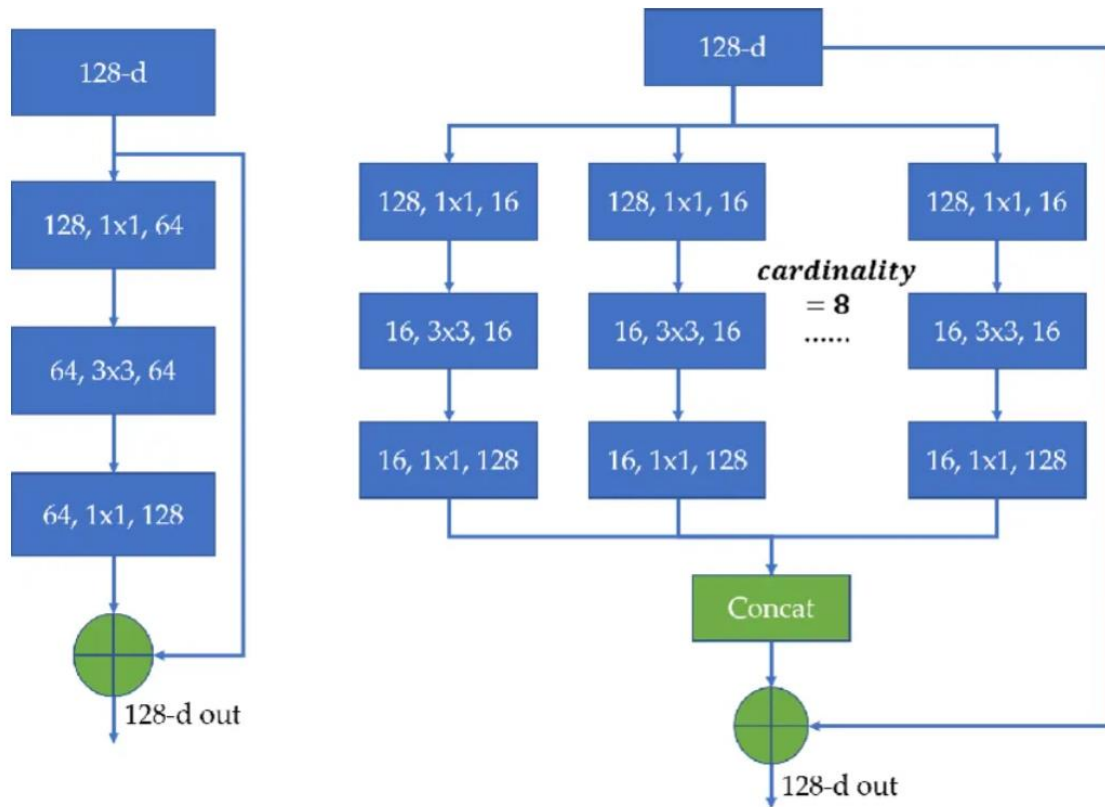 128-d
128, 1x1, 64
64, 3x3, 64
64, 1x1, 128
128-d out
128-d
128, 1x1, 16
128, 1x1, 16
128, 1x1, 16
cardinality
= 8
......
16, 3x3, 16
16, 3x3, 16
16, 3x3, 16
16, 1x1, 128
16, 1x1, 128
16, 1x1, 128
Concat
128-d out